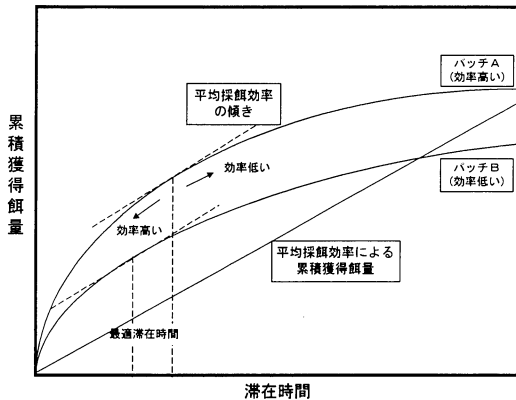 パッチA
(効率高い)
平均採餌効率
の傾き
累積獲得餌量
効率低い
パッチB
(効率低い)
効率高い
平均採餌効率による
累積獲得餌量
最適滞在時間
滞在時間